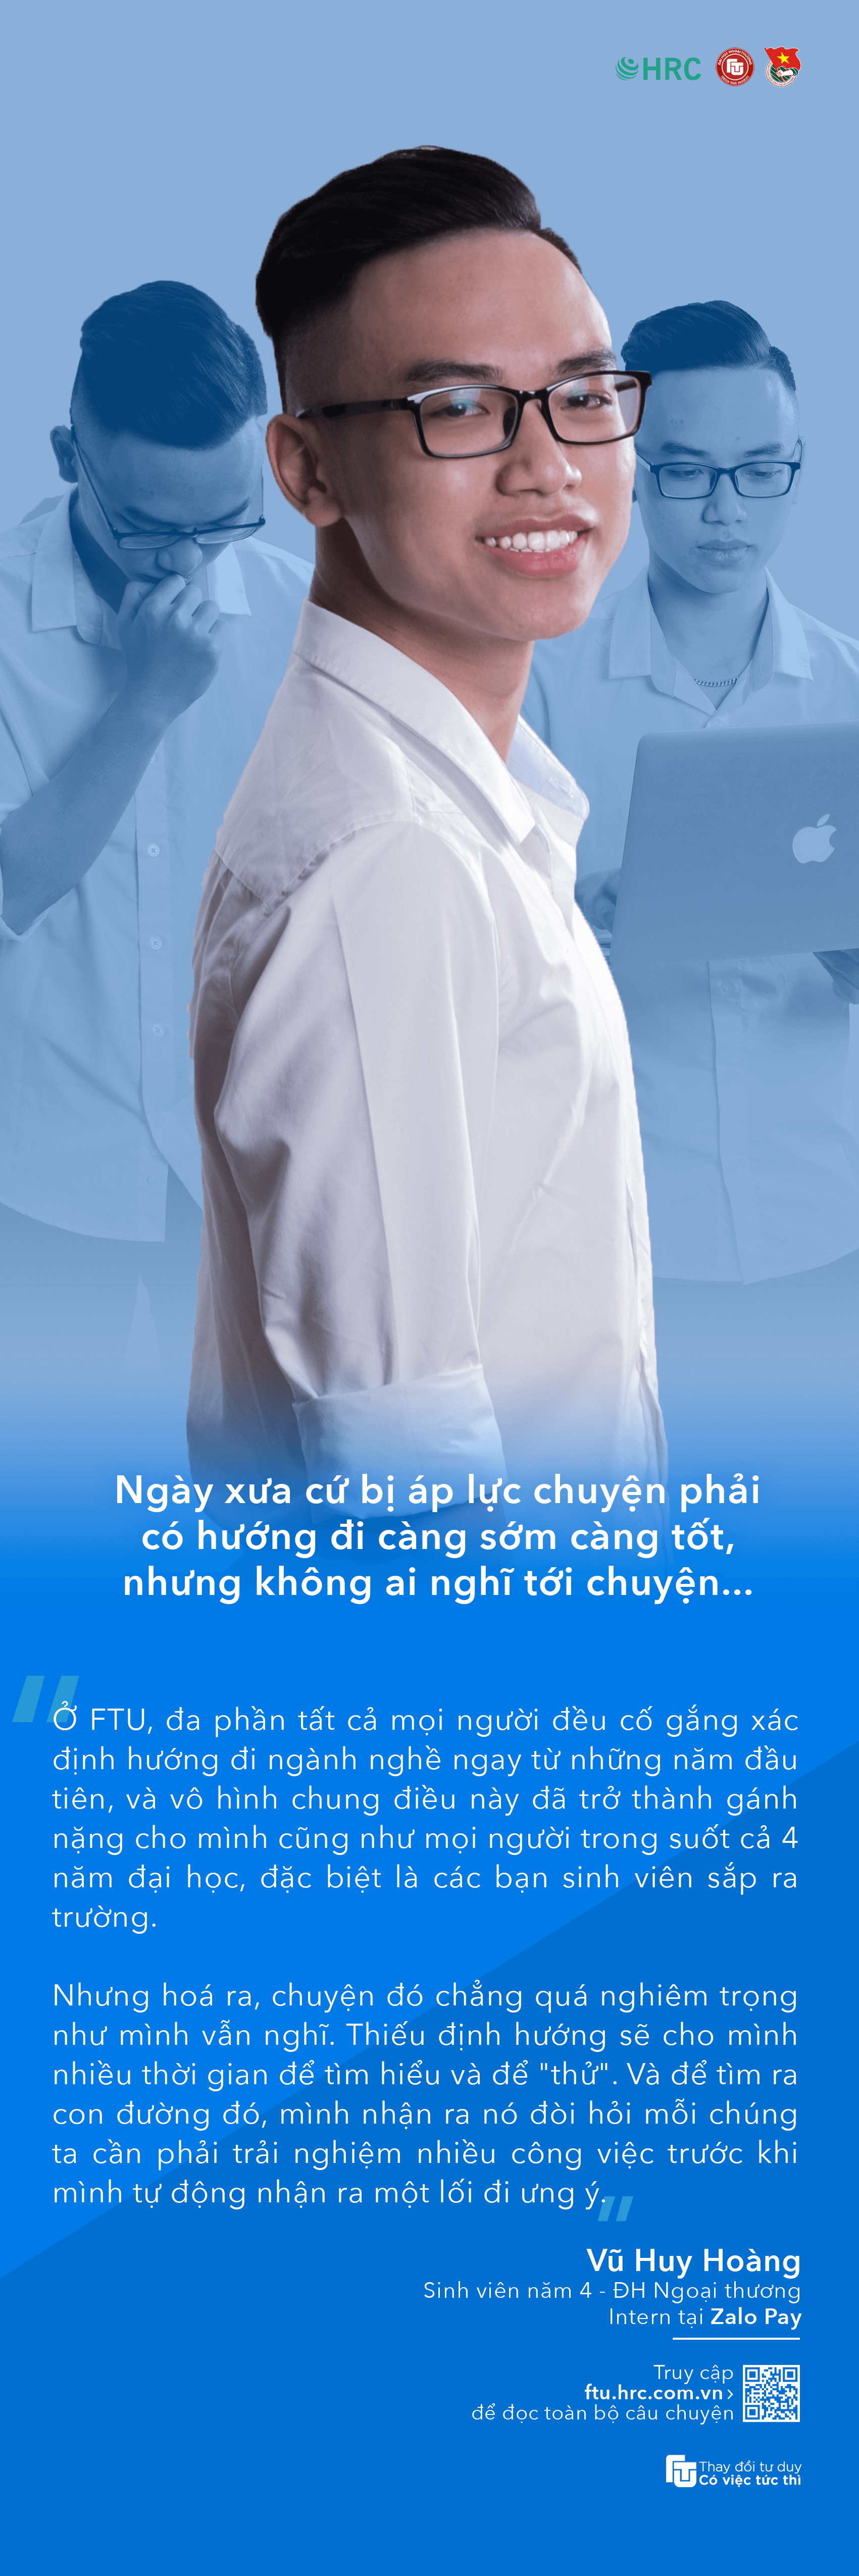 HRC
Ngày xưa cứ bị áp lực chuyện phải
có hướng đi càng sớm càng tốt,
nhưng không ai nghĩ tới chuyện...
"Ở FTU, đa phần tất cả mọi người đều cố gắng xác
định hướng đi ngành nghề ngay từ những năm đầu
tiên, và vô hình chung điều này đã trở thành gánh
nặng cho mình cũng như mọi người trong suốt cả 4
năm đại học, đặc biệt là các bạn sinh viên sắp ra
trường.
Nhưng hoá ra, chuyện đó chẳng quá nghiêm trọng
như mình vẫn nghĩ. Thiếu định hướng sẽ cho mình
nhiều thời gian để tìm hiểu và để "thử". Và để tìm ra
con đường đó, mình nhận ra nó đòi hỏi mỗi chúng
ta cần phải trải nghiệm nhiều công việc trước khi
mình tự động nhận ra một lối đi ưng ý."
Vũ Huy Hoàng
Sinh viên năm 4 - ĐH Ngoại thương
Intern tại Zalo Pay
Truy cập
ftu.hrc.com.vn›
để đọc toàn bộ câu chuyện
Thay đổi tư duy
Có việc tức thì